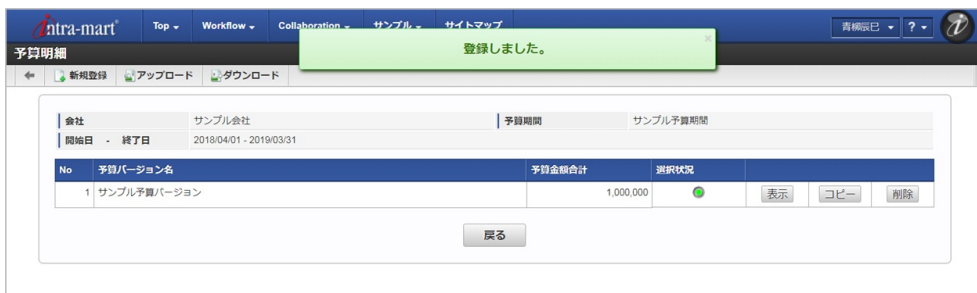 intra-mart Top Workflow Collaboration サンプル サイトマップ 青柳辰巳 ?
登録しました。 ×
予算明細
新規登録 アップロード ダウンロード
会社 サンプル会社 予算期間 サンプル予算期間
開始日 - 終了日 2018/04/01 - 2019/03/31
No 予算バージョン名 予算金額合計 選択状況
1 サンプル予算バージョン 1,000,000 表示 コピー 削除
戻る